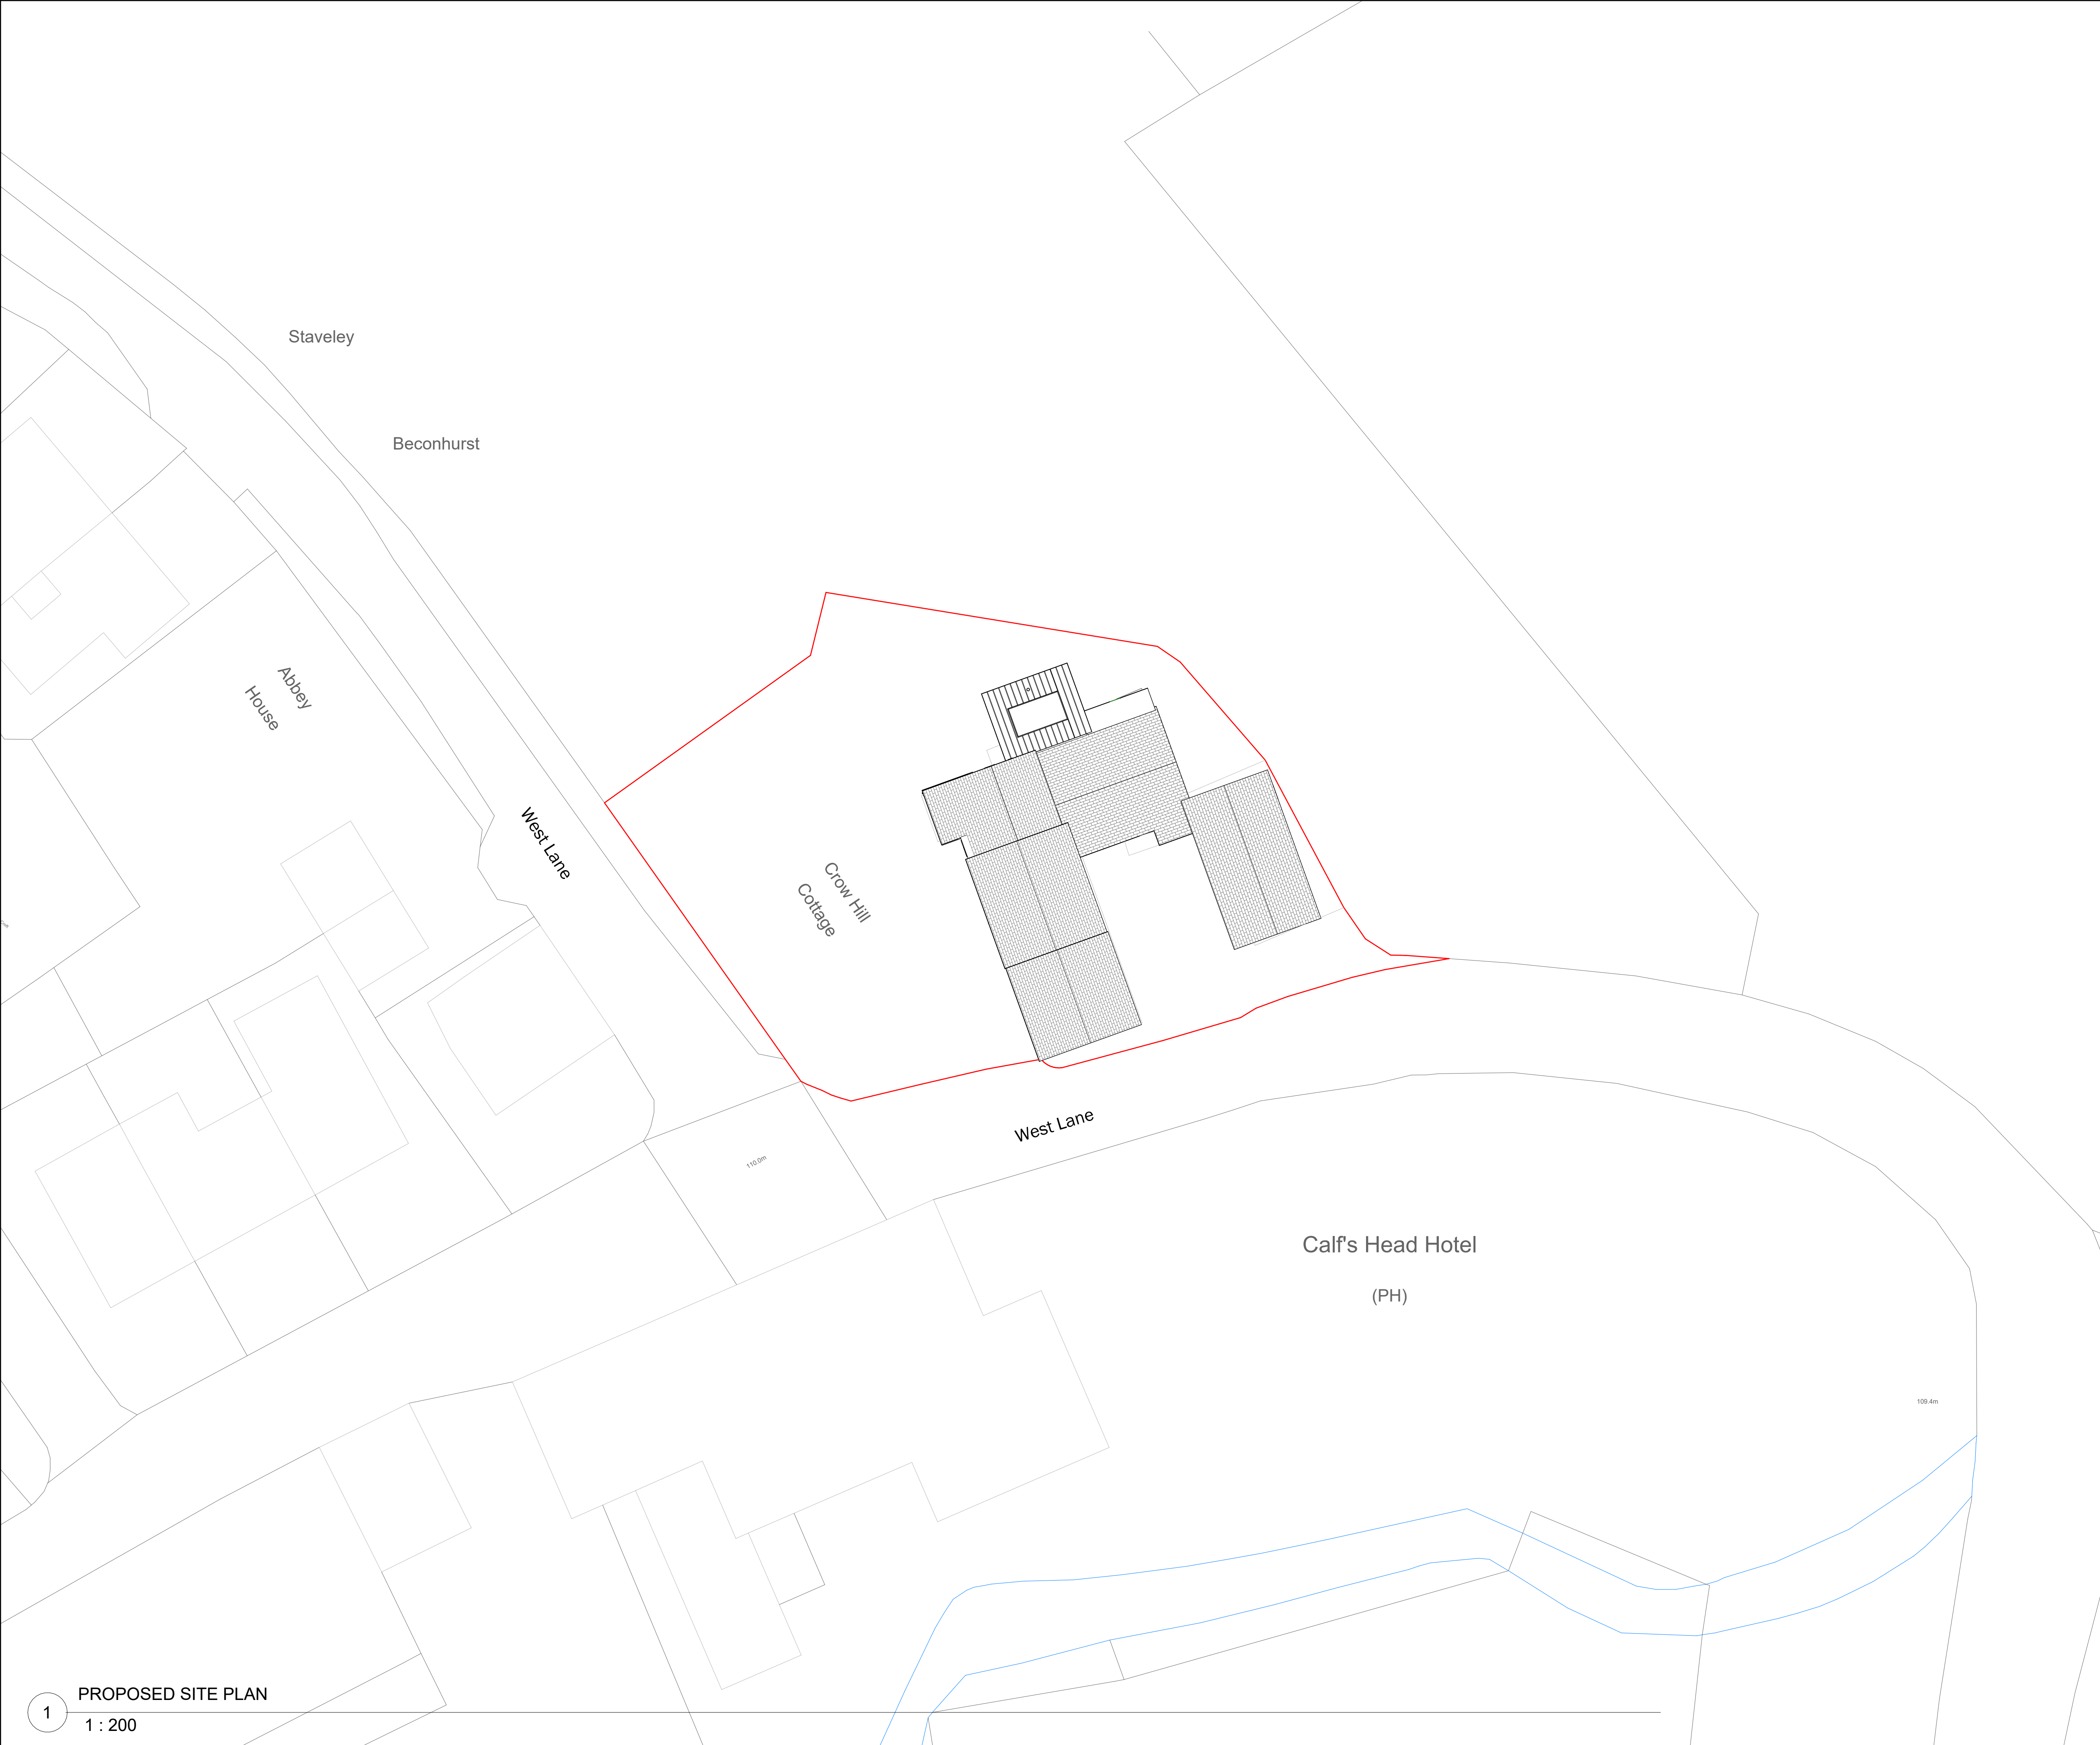 Staveley
Beconhurst
Abbey
House
West Lane
Crow Hill
Cottage
West Lane
110.0m
Calf's Head Hotel
(PH)
109.4m
1
PROPOSED SITE PLAN
1 : 200